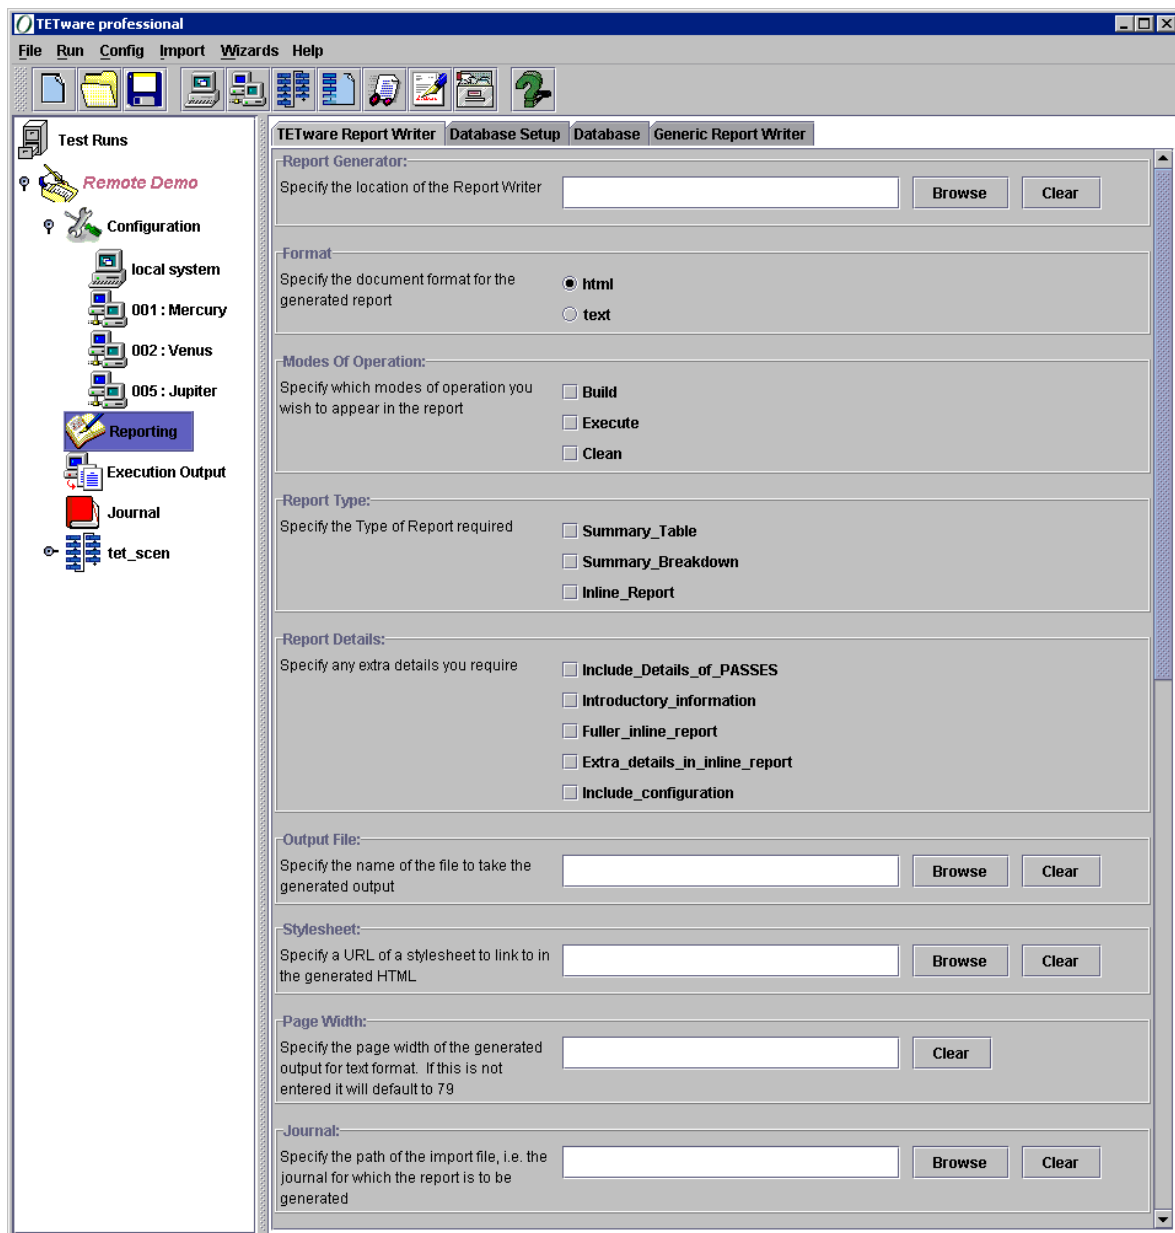 TETware professional
File Run Config Import Wizards Help
Test Runs
Remote Demo
Configuration
local system
001 : Mercury
002 : Venus
005 : Jupiter
Reporting
Execution Output
Journal
tet_scen
TETware Report Writer Database Setup Database Generic Report Writer
Report Generator:
Specify the location of the Report Writer Browse Clear
Format
Specify the document format for the
generated report
html
text
Modes Of Operation:
Specify which modes of operation you
wish to appear in the report
Build
Execute
Clean
Report Type:
Specify the Type of Report required
Summary_Table
Summary_Breakdown
Inline_Report
Report Details:
Specify any extra details you require
Include_Details_of_PASSES
Introductory_information
Fuller_inline_report
Extra_details_in_inline_report
Include_configuration
Output File:
Specify the name of the file to take the
generated output
Browse Clear
Stylesheet:
Specify a URL of a stylesheet to link to in
the generated HTML
Browse Clear
Page Width:
Specify the page width of the generated
output for text format. If this is not
entered it will default to 79
Clear
Journal:
Specify the path of the import file, i.e. the
journal for which the report is to be
generated
Browse Clear